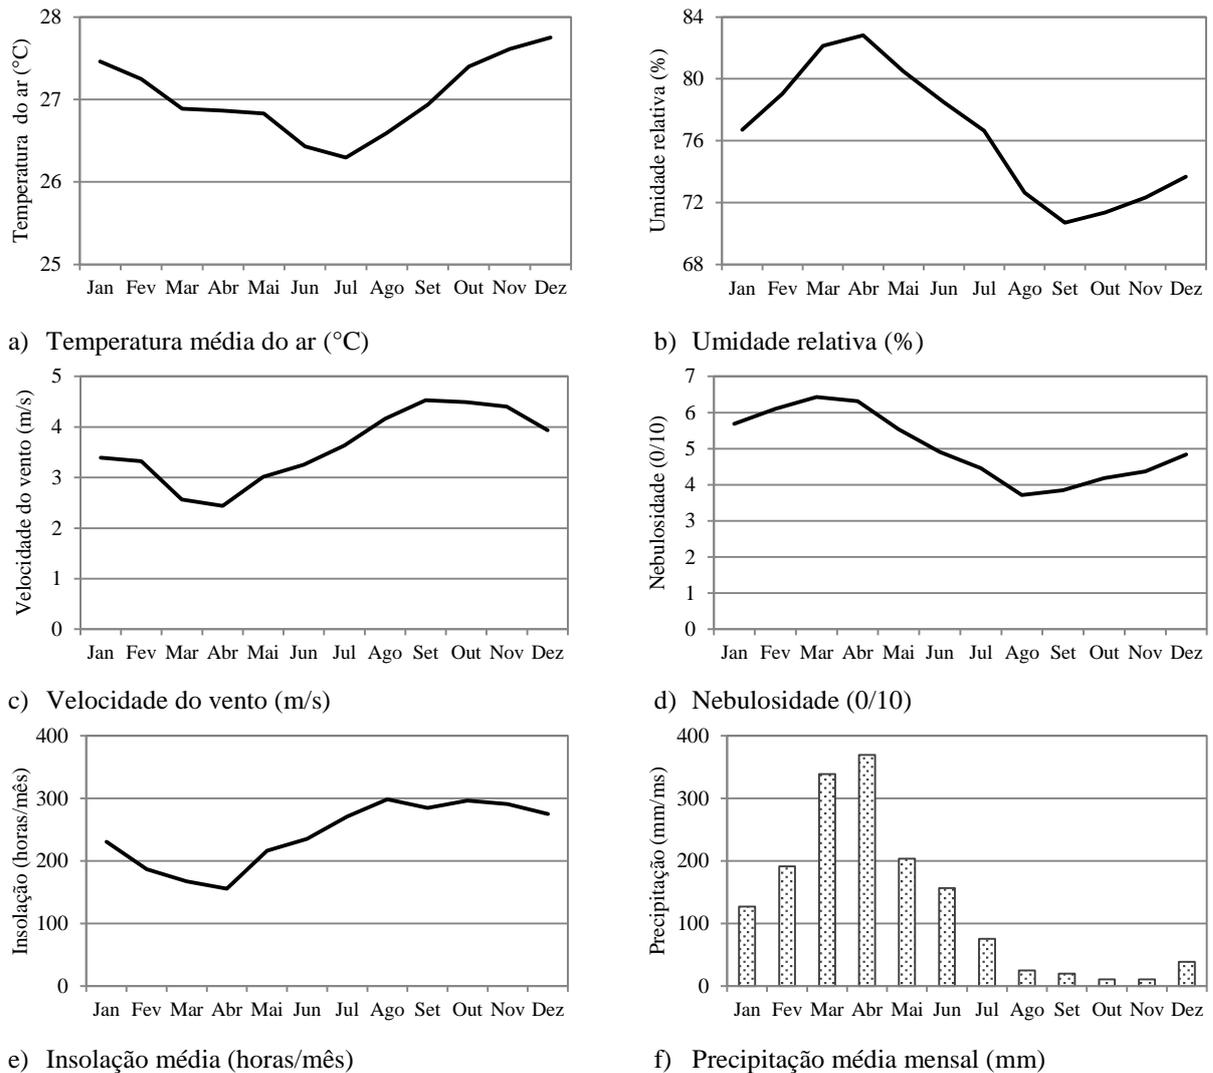 28
27
26
25
Temperatura do ar (°C)
Jan Fev Mar Abr Mai Jun Jul Ago Set Out Nov Dez
a) Temperatura média do ar (°C)
84
80
76
72
68
Umidade relativa (%)
Jan Fev Mar Abr Mai Jun Jul Ago Set Out Nov Dez
b) Umidade relativa (%)
5
4
3
2
1
0
Velocidade do vento (m/s)
Jan Fev Mar Abr Mai Jun Jul Ago Set Out Nov Dez
c) Velocidade do vento (m/s)
7
6
5
4
3
2
1
0
Nebulosidade (0/10)
Jan Fev Mar Abr Mai Jun Jul Ago Set Out Nov Dez
d) Nebulosidade (0/10)
400
300
200
100
0
Insolação (horas/mês)
Jan Fev Mar Abr Mai Jun Jul Ago Set Out Nov Dez
e) Insolação média (horas/mês)
400
300
200
100
0
Precipitação (mm/ms)
Jan Fev Mar Abr Mai Jun Jul Ago Set Out Nov Dez
f) Precipitação média mensal (mm)